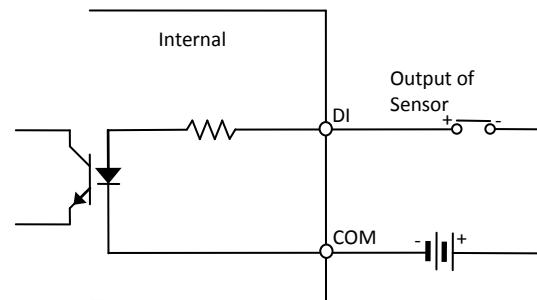 Internal
Output of
Sensor
DI
+ -
COM
- +